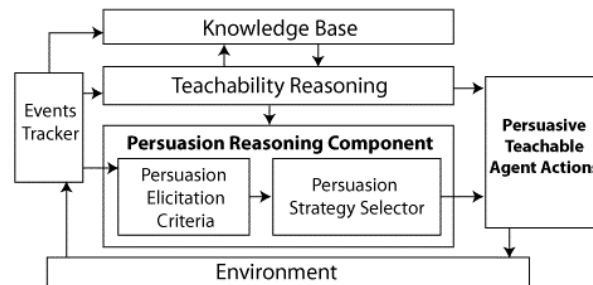 Knowledge Base
Teachability Reasoning
Events
Tracker
Persuasion Reasoning Component
Persuasion
Elicitation
Criteria
Persuasion
Strategy Selector
Persuasive
Teachable
Agent Actions
Environment